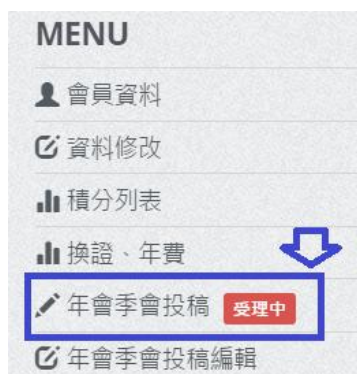 MENU
會員資料
資料修改
積分列表
換證、年費
年會季會投稿 受理中
年會季會投稿編輯